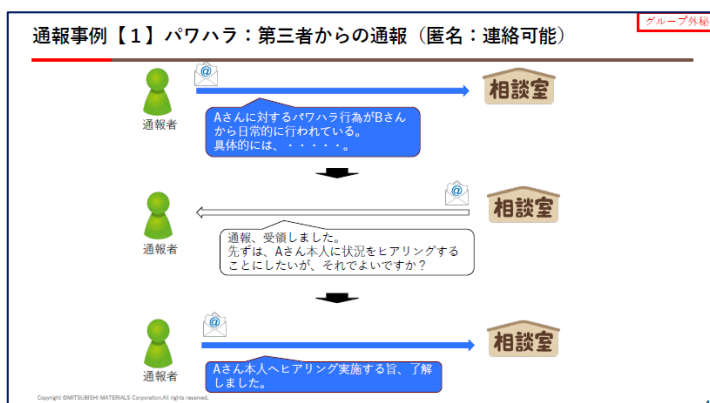 通報事例【1】パワハラ：第三者からの通報（匿名：連絡可能）
グループ外秘
@
相談室
通報者
Aさんに対するパワハラ行為がBさん
から日常的に行われている。
具体的には、・・・・・。
@
相談室
通報者
通報、受領しました。
先ずは、Aさん本人に状況をヒアリングする
ことにしたいが、それでよいですか？
@
相談室
通報者
Aさん本人へヒアリング実施する旨、了解
しました。
Copyright ©MITSUBISHI MATERIALS Corporation.All rights reserved.